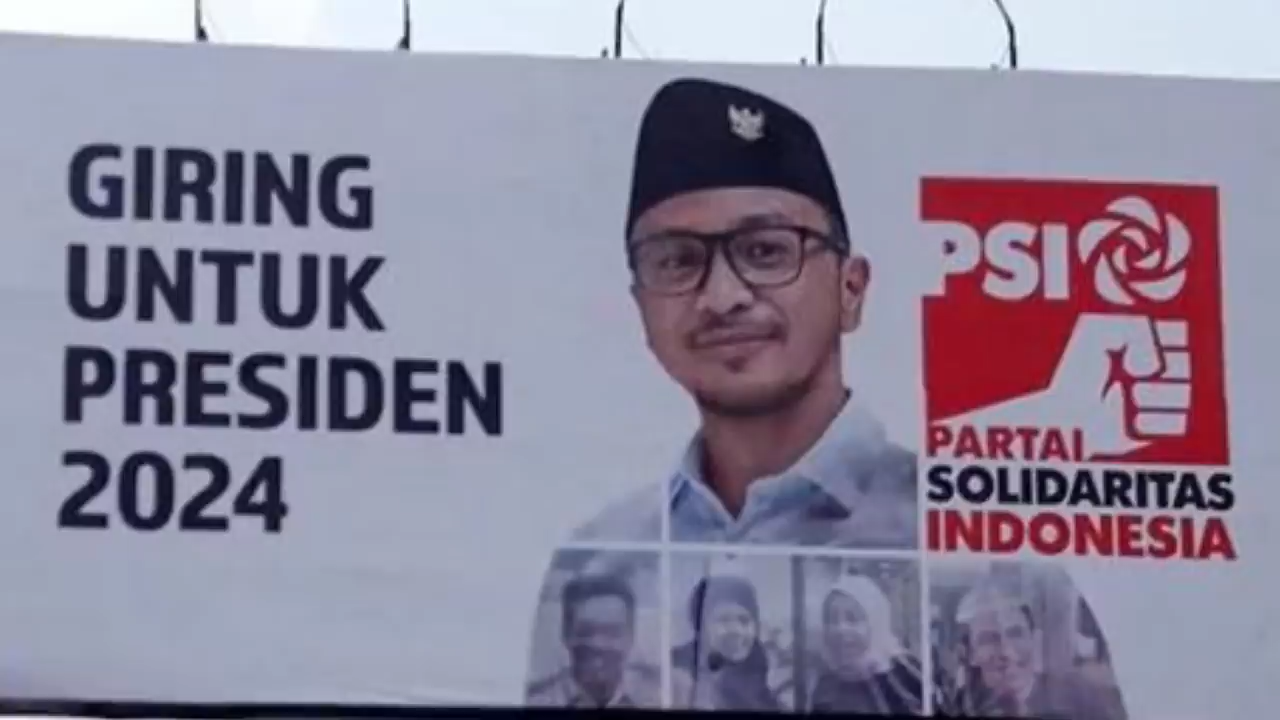 GIRING
UNTUK
PRESIDEN
2024
PSI
PARTAI
SOLIDARITAS
INDONESIA